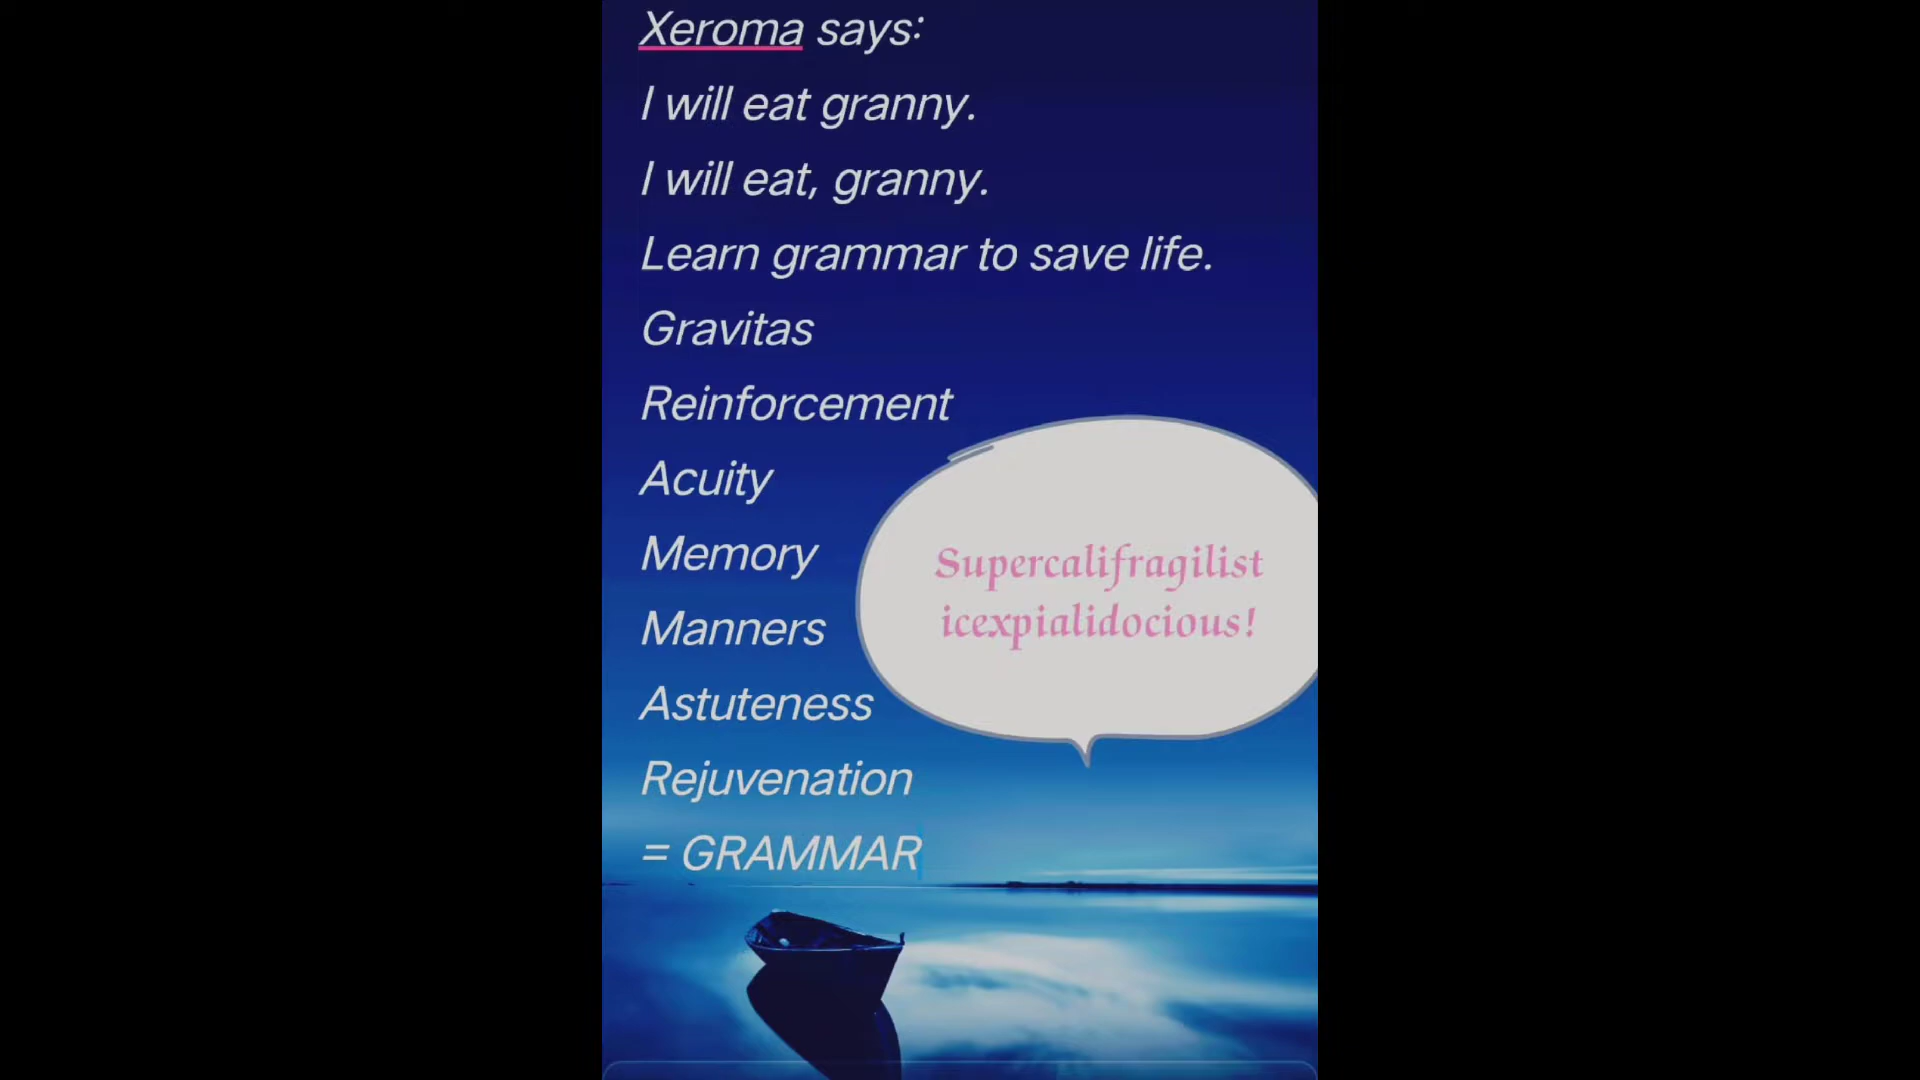 Xeroma says:
I will eat granny.
I will eat, granny.
Learn grammar to save life.
Gravitas
Reinforcement
Acuity
Memory
Manners
Astuteness
Rejuvenation
= GRAMMAR
Supercalifragilist
icexpialidocious!